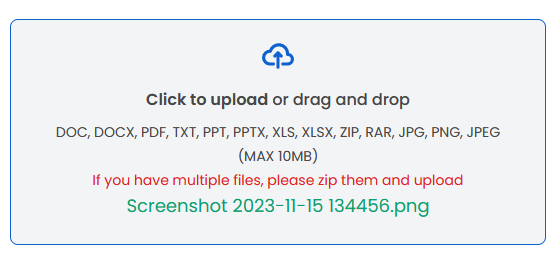 Click to upload or drag and drop
DOC, DOCX, PDF, TXT, PPT, PPTX, XLS, XLSX, ZIP, RAR, JPG, PNG, JPEG
(MAX 10MB)
If you have multiple files, please zip them and upload
Screenshot 2023-11-15 134456.png